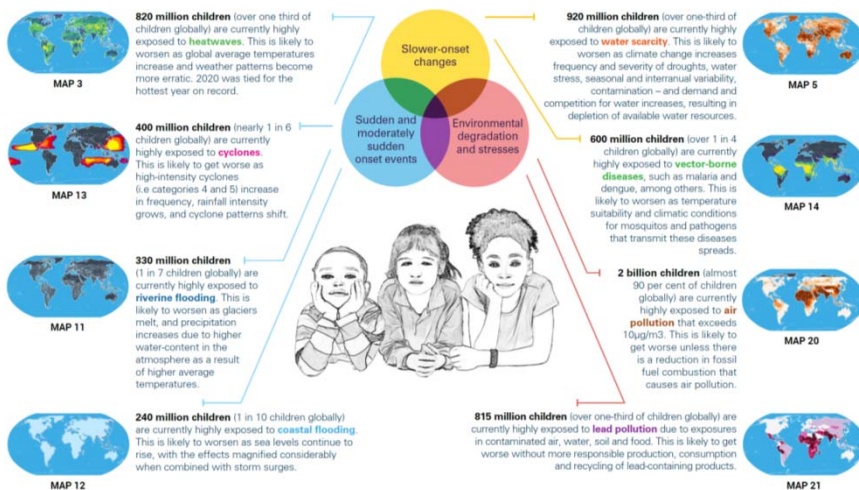 820 million children (over one third of
children globally) are currently highly
exposed to heatwaves. This is likely to
worsen as global average temperatures
increase and weather patterns become
more erratic. 2020 was tied for the
hottest year on record.
MAP 3
400 million children (nearly 1 in 6
children globally) are currently
highly exposed to cyclones.
This is likely to get worse as
high-intensity cyclones
(i.e categories 4 and 5) increase
in frequency, rainfall intensity
grows, and cyclone patterns shift.
MAP 13
330 million children
(1 in 7 children globally) are
currently highly exposed to
riverine flooding. This is
likely to worsen as glaciers
melt, and precipitation
increases due to higher
water-content in the
atmosphere as a result
of higher average
temperatures.
MAP 11
240 million children (1 in 10 children globally)
are currently highly exposed to coastal flooding.
This is likely to worsen as sea levels continue to
rise, with the effects magnified considerably
when combined with storm surges.
MAP 12
Slower-onset
changes
Sudden and
moderately
sudden
onset events
Environmental
degradation
and stresses
920 million children (over one-third of
children globally) are currently highly
exposed to water scarcity. This is likely to
worsen as climate change increases
frequency and severity of droughts, water
stress, seasonal and interranual variability,
contamination – and demand and
competition for water increases, resulting in
depletion of available water resources.
MAP 5
600 million children (over 1 in 4
children globally) are currently
highly exposed to vector-borne
diseases, such as malaria and
dengue, among others. This is
likely to worsen as temperature
suitability and climatic conditions
for mosquitos and pathogens
that transmit these diseases
spreads.
MAP 14
2 billion children (almost
90 per cent of children
globally) are currently
highly exposed to air
pollution that exceeds
10µg/m3. This is likely to
get worse unless there
is a reduction in fossil
fuel combustion that
causes air pollution.
MAP 20
815 million children (over one-third of children globally) are
currently highly exposed to lead pollution due to exposures
in contaminated air, water, soil and food. This is likely to get
worse without more responsible production, consumption
and recycling of lead-containing products.
MAP 21